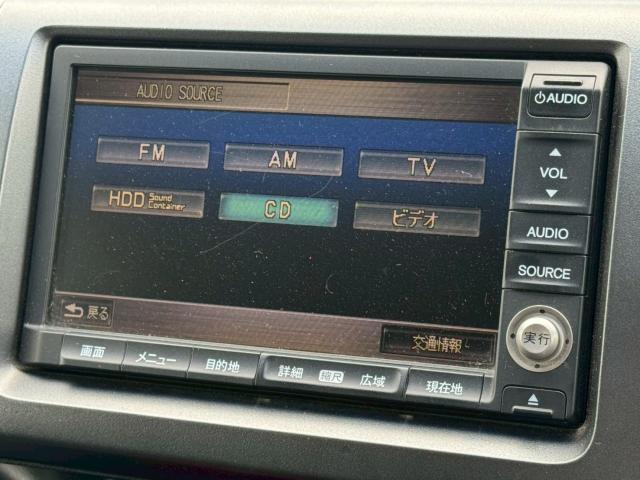 AUDIO SOURCE
FM AM TV
HDD Sound Container CD ビデオ
戻る 交通情報
画面 メニュー 目的地 詳細 縮尺 広域 現在地
AUDIO
VOL
AUDIO
SOURCE
実行